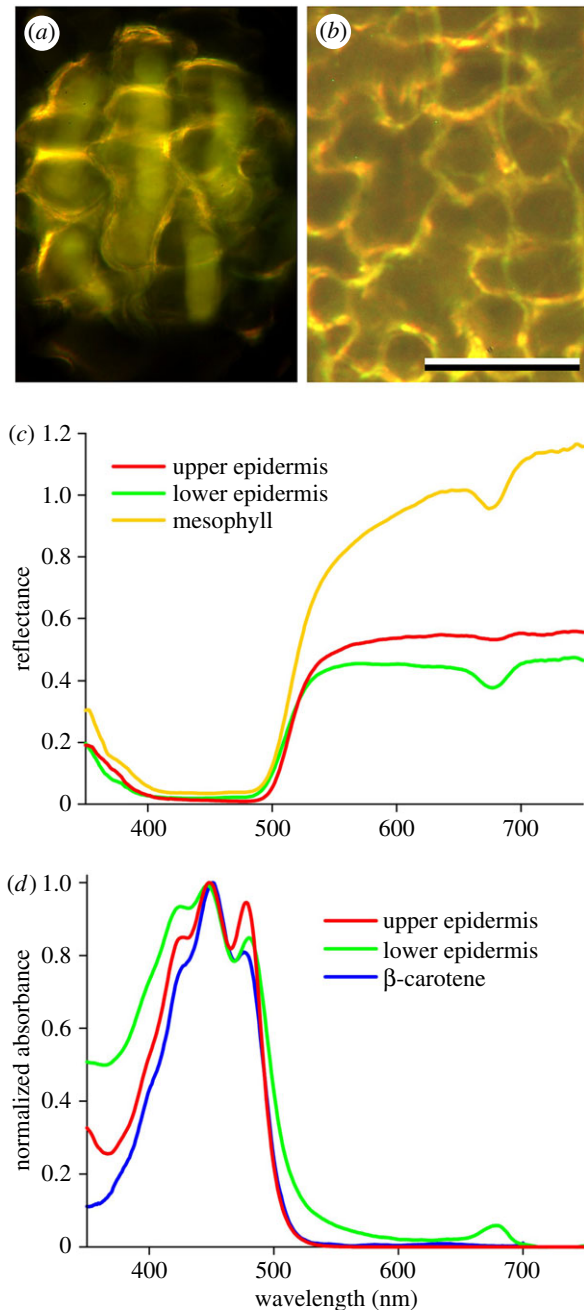 (a)
(b)
(c)
1.2
1.0
0.8
0.6
0.4
0.2
0
reflectance
upper epidermis
lower epidermis
mesophyll
400
500
600
700
(d)
1.0
0.8
0.6
0.4
0.2
0
normalized absorbance
upper epidermis
lower epidermis
β-carotene
400
500
600
700
wavelength (nm)